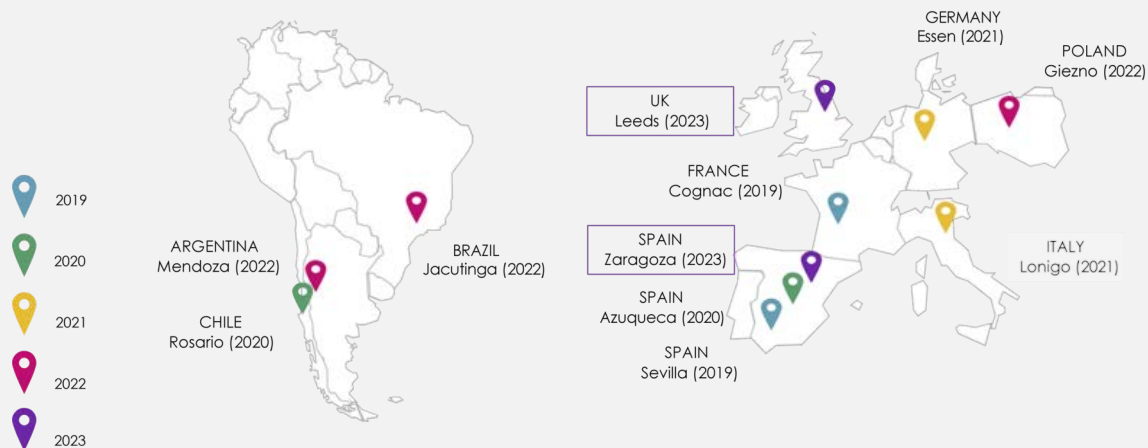 2019
2020
2021
2022
2023
ARGENTINA
Mendoza (2022)
CHILE
Rosario (2020)
BRAZIL
Jacutinga (2022)
GERMANY
Essen (2021)
POLAND
Giezno (2022)
UK
Leeds (2023)
FRANCE
Cognac (2019)
SPAIN
Zaragoza (2023)
ITALY
Lonigo (2021)
SPAIN
Azuqueca (2020)
SPAIN
Sevilla (2019)